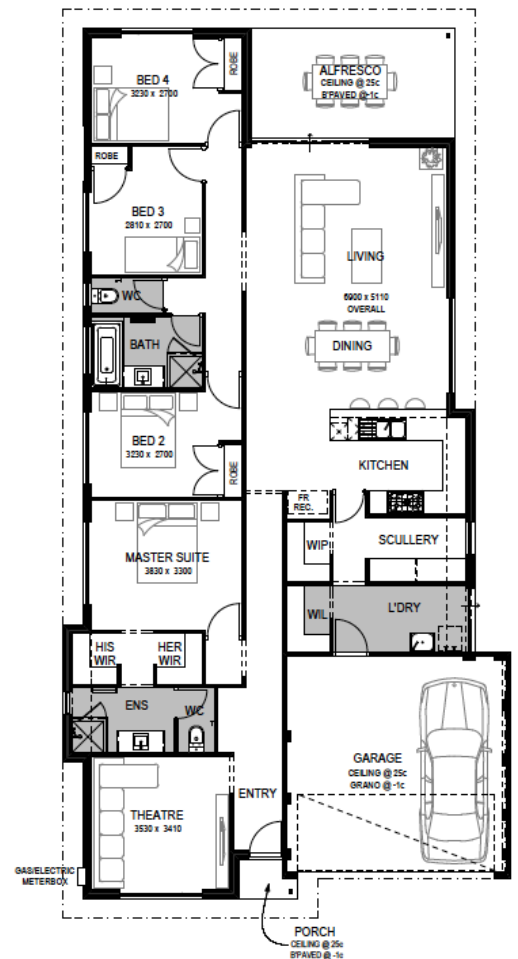 BED 4
3230 x 2700
ROBE
ALFRESCO
CEILING @ 25c
B'PAVED @ -1c
ROBE
BED 3
2810 x 2700
LIVING
6900 x 5110
OVERALL
WC
BATH
DINING
BED 2
3230 x 2700
ROBE
KITCHEN
FR
REC.
WIP
SCULLERY
MASTER SUITE
3830 x 3300
WIL
L'DRY
HIS
WIR
HER
WIR
ENS
WC
GARAGE
CEILING @ 25c
GRANO @ -1c
ENTRY
THEATRE
3530 x 3410
GAS/ELECTRIC
METERBOX
PORCH
CEILING @ 25c
B'PAVED @ -1c